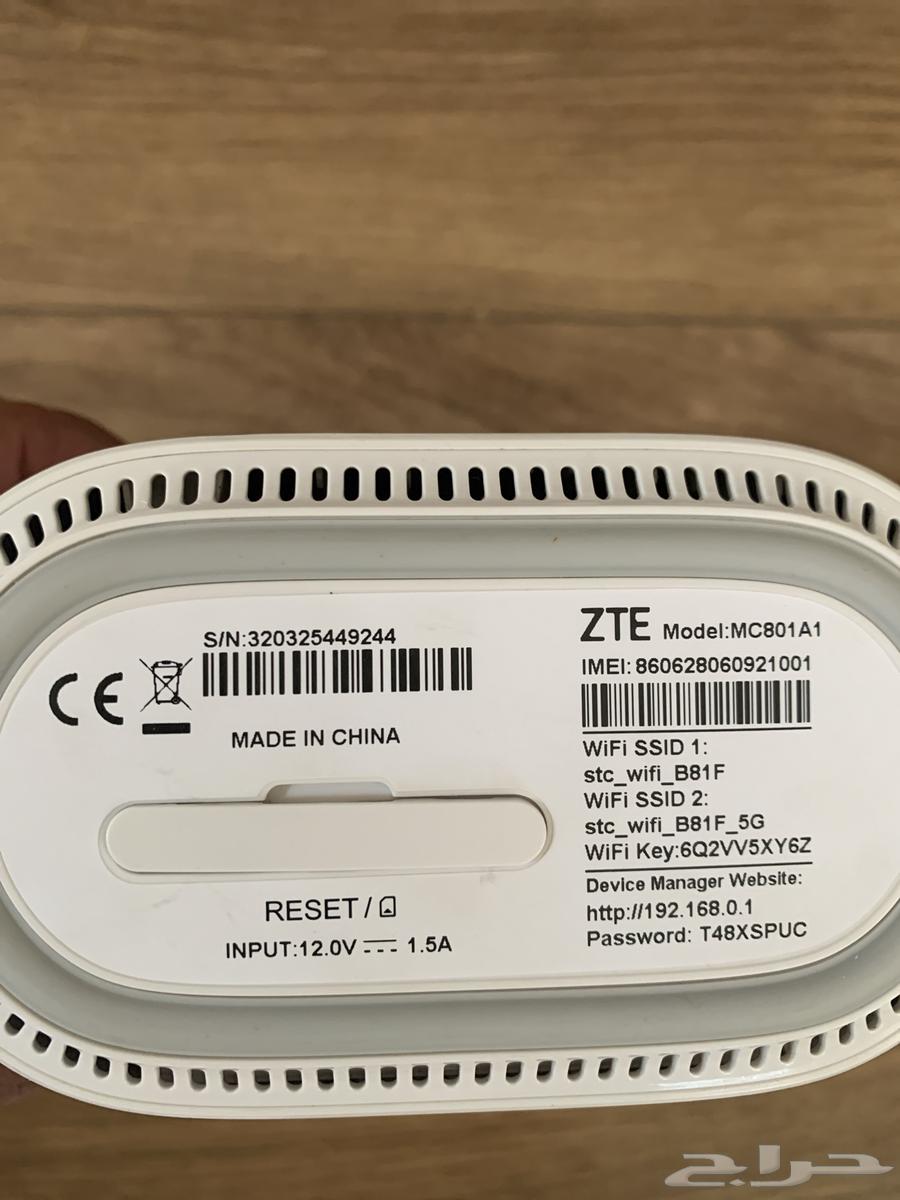 S/N:320325449244
MADE IN CHINA
RESET /
INPUT:12.0V 1.5A
ZTE Model:MC801A1
IMEI: 860628060921001
WiFi SSID 1:
stc_wifi_B81F
WiFi SSID 2:
stc_wifi_B81F_5G
WiFi Key:6Q2VV5XY6Z
Device Manager Website:
http://192.168.0.1
Password: T48XSPUC
حراج